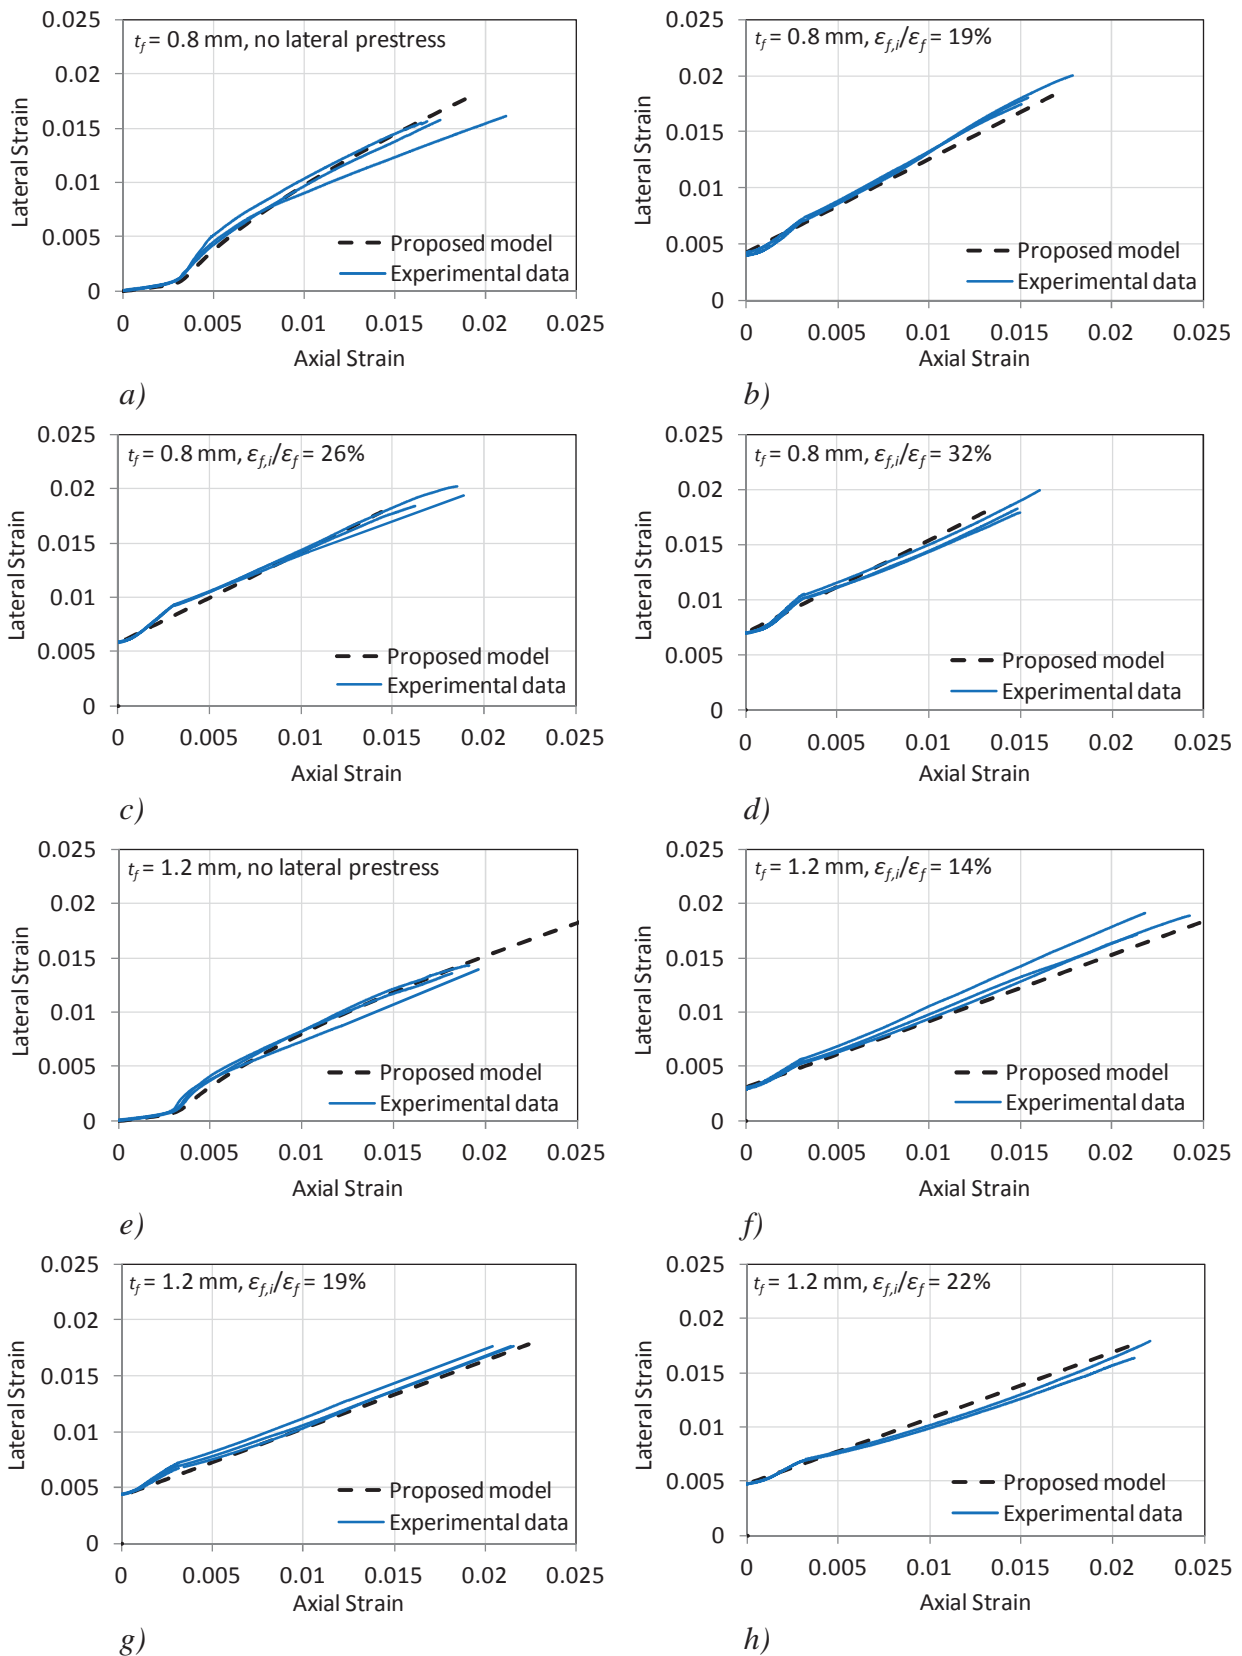 0.025
t_f = 0.8 mm, no lateral prestress
0.02
0.015
0.01
0.005
0
Lateral Strain
Proposed model
Experimental data
0 0.005 0.01 0.015 0.02 0.025
Axial Strain
a)
0.025
t_f = 0.8 mm, ε_f,i/ε_f = 19%
0.02
0.015
0.01
0.005
0
Lateral Strain
Proposed model
Experimental data
0 0.005 0.01 0.015 0.02 0.025
Axial Strain
b)
0.025
t_f = 0.8 mm, ε_f,i/ε_f = 26%
0.02
0.015
0.01
0.005
0
Lateral Strain
Proposed model
Experimental data
0 0.005 0.01 0.015 0.02 0.025
Axial Strain
c)
0.025
t_f = 0.8 mm, ε_f,i/ε_f = 32%
0.02
0.015
0.01
0.005
0
Lateral Strain
Proposed model
Experimental data
0 0.005 0.01 0.015 0.02 0.025
Axial Strain
d)
0.025
t_f = 1.2 mm, no lateral prestress
0.02
0.015
0.01
0.005
0
Lateral Strain
Proposed model
Experimental data
0 0.005 0.01 0.015 0.02 0.025
Axial Strain
e)
0.025
t_f = 1.2 mm, ε_f,i/ε_f = 14%
0.02
0.015
0.01
0.005
0
Lateral Strain
Proposed model
Experimental data
0 0.005 0.01 0.015 0.02 0.025
Axial Strain
f)
0.025
t_f = 1.2 mm, ε_f,i/ε_f = 19%
0.02
0.015
0.01
0.005
0
Lateral Strain
Proposed model
Experimental data
0 0.005 0.01 0.015 0.02 0.025
Axial Strain
g)
0.025
t_f = 1.2 mm, ε_f,i/ε_f = 22%
0.02
0.015
0.01
0.005
0
Lateral Strain
Proposed model
Experimental data
0 0.005 0.01 0.015 0.02 0.025
Axial Strain
h)